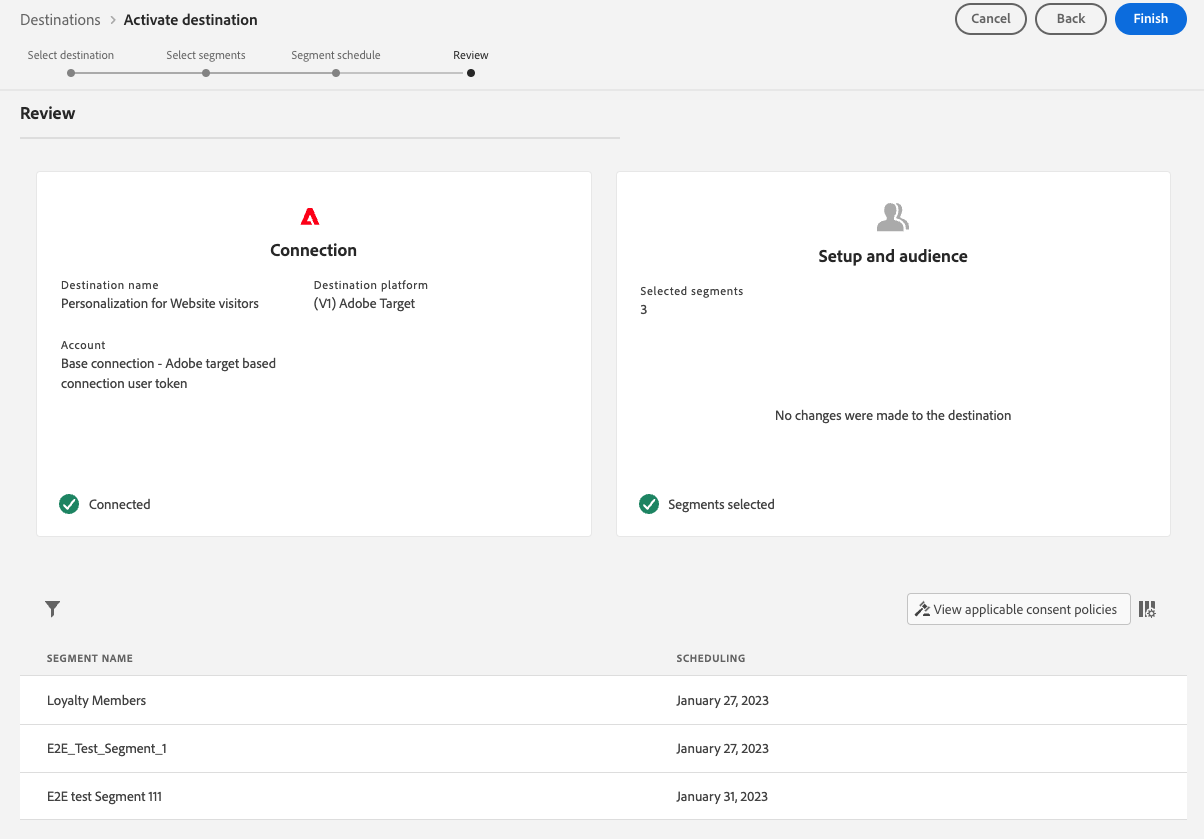 Destinations > Activate destination
Cancel
Back
Finish
Select destination
Select segments
Segment schedule
Review
Review
Connection
Destination name
Personalization for Website visitors
Destination platform
(V1) Adobe Target
Account
Base connection - Adobe target based
connection user token
Connected
Setup and audience
Selected segments
3
No changes were made to the destination
Segments selected
View applicable consent policies
SEGMENT NAME
SCHEDULING
Loyalty Members
January 27, 2023
E2E_Test_Segment_1
January 27, 2023
E2E test Segment 111
January 31, 2023